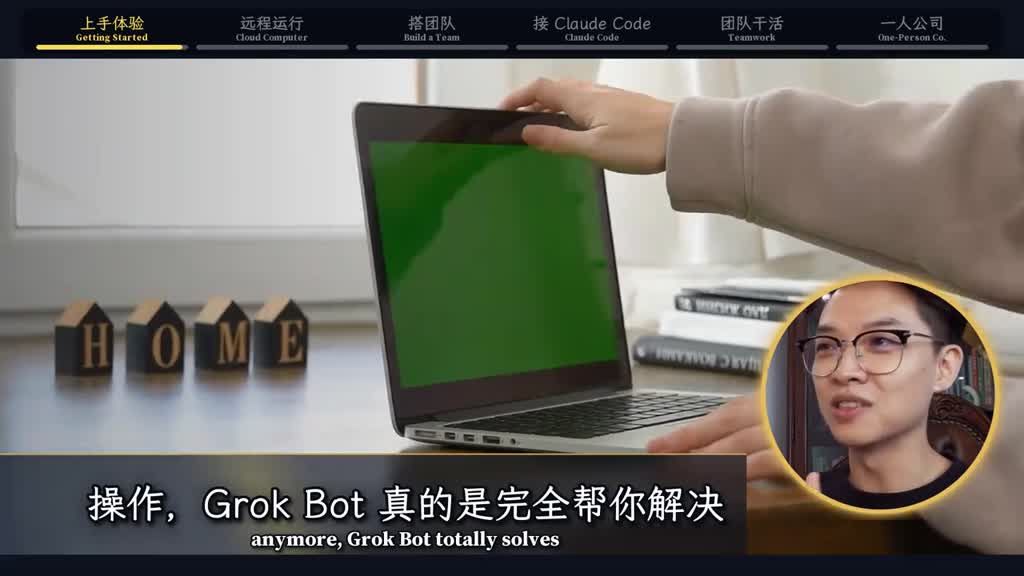 上手体验
Getting Started
远程运行
Cloud Computer
搭团队
Build a Team
接 Claude Code
Claude Code
团队干活
Teamwork
一人公司
One-Person Co.
HOME
操作，Grok Bot 真的是完全帮你解决
anymore, Grok Bot totally solves